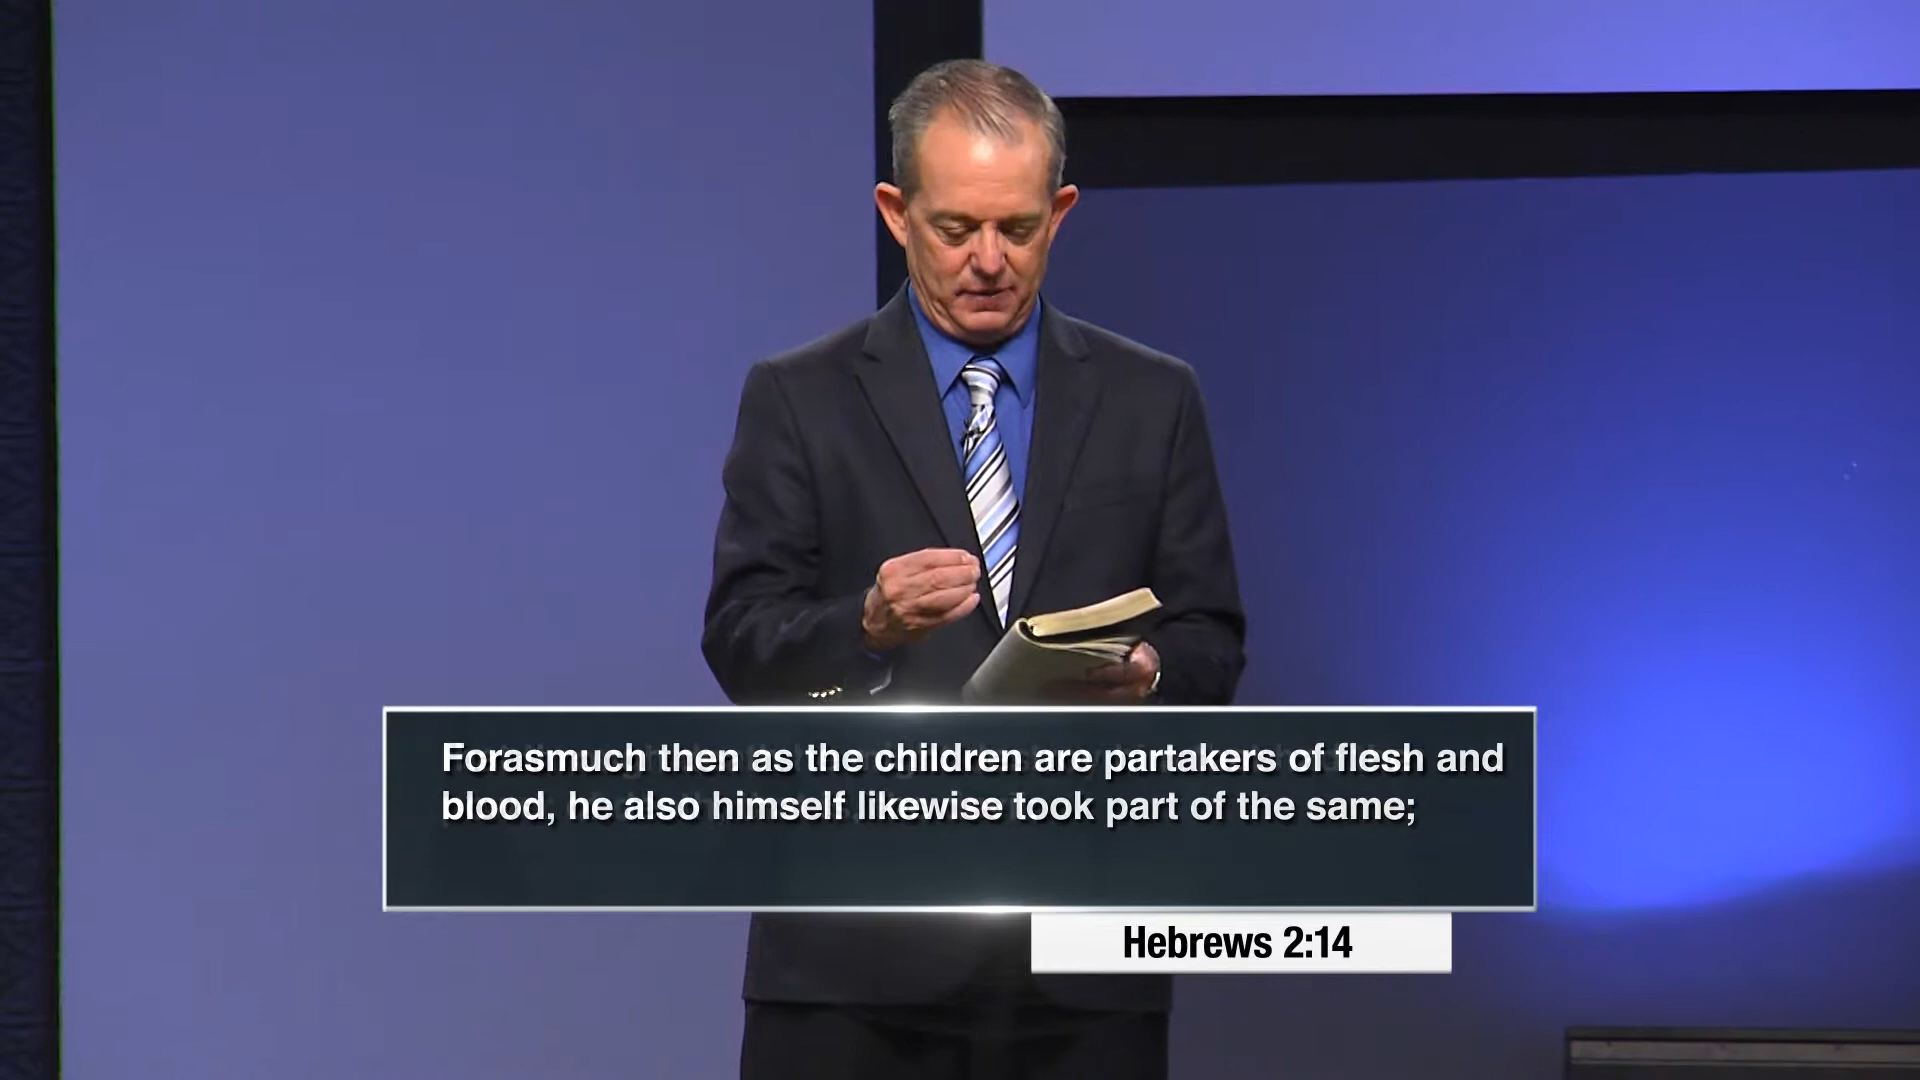 Forasmuch then as the children are partakers of flesh and
blood, he also himself likewise took part of the same;
Hebrews 2:14